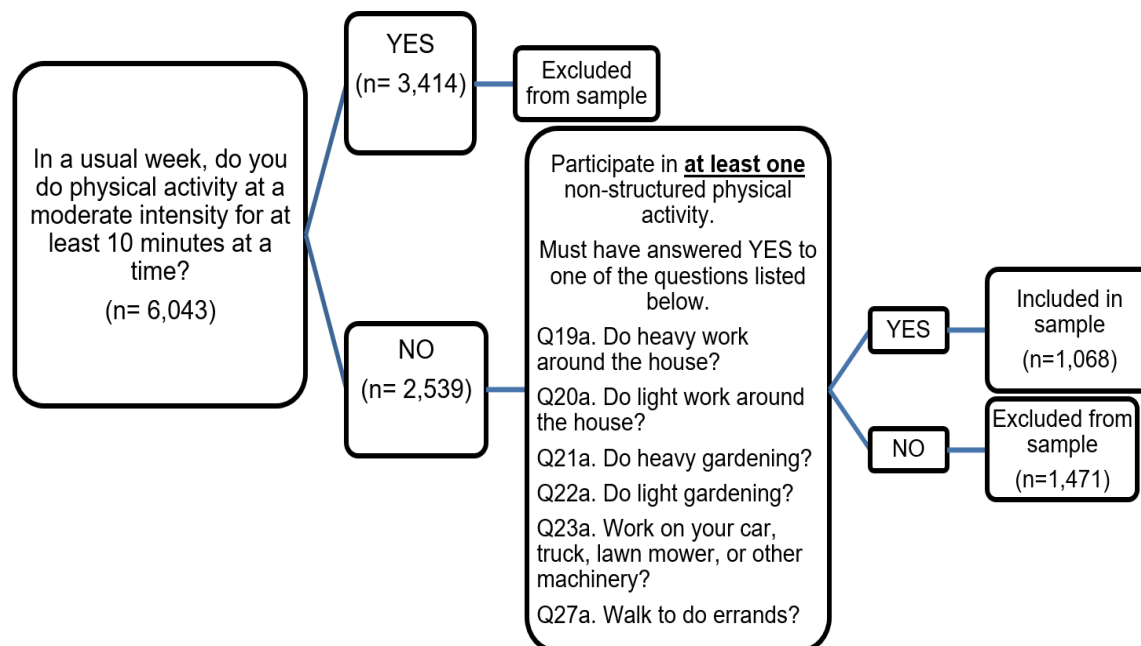 In a usual week, do you
do physical activity at a
moderate intensity for at
least 10 minutes at a
time?
(n= 6,043)
YES
(n= 3,414)
Excluded
from sample
NO
(n= 2,539)
Participate in at least one
non-structured physical
activity.
Must have answered YES to
one of the questions listed
below.
Q19a. Do heavy work
around the house?
Q20a. Do light work around
the house?
Q21a. Do heavy gardening?
Q22a. Do light gardening?
Q23a. Work on your car,
truck, lawn mower, or other
machinery?
Q27a. Walk to do errands?
YES
Included in
sample
(n=1,068)
NO
Excluded from
sample
(n=1,471)